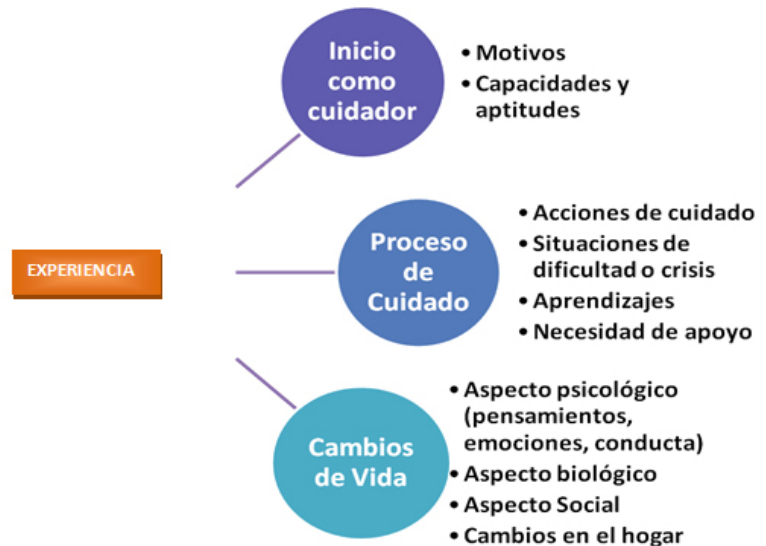 Inicio
como
cuidador
• Motivos
• Capacidades y
aptitudes
EXPERIENCIA
Proceso
de
Cuidado
• Acciones de cuidado
• Situaciones de
dificultad o crisis
• Aprendizajes
• Necesidad de apoyo
Cambios
de Vida
• Aspecto psicológico
(pensamientos,
emociones, conducta)
• Aspecto biológico
• Aspecto Social
• Cambios en el hogar